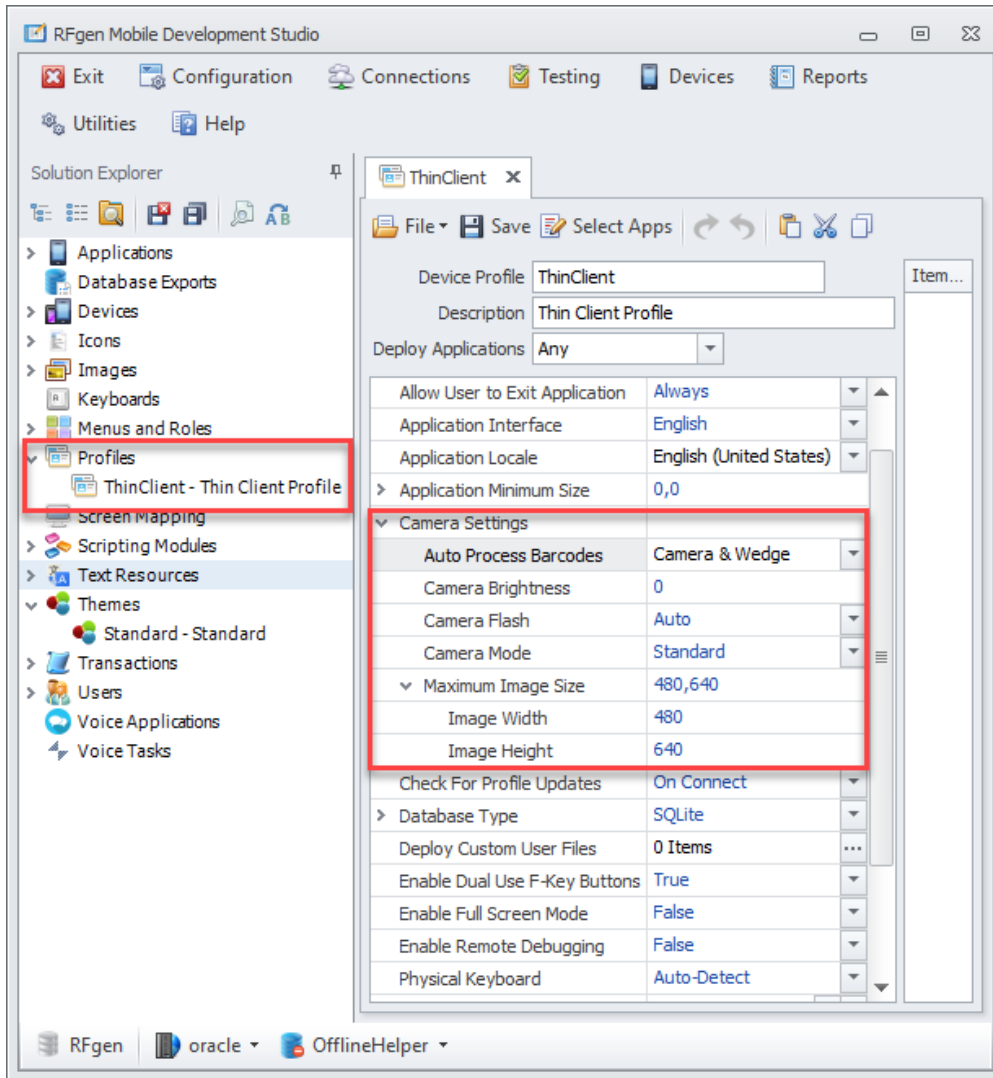 RFgen Mobile Development Studio
Exit Configuration Connections Testing Devices Reports
Utilities Help
Solution Explorer
Applications
Database Exports
Devices
Icons
Images
Keyboards
Menus and Roles
Profiles
ThinClient - Thin Client Profile
Screen Mapping
Scripting Modules
Text Resources
Themes
Standard - Standard
Transactions
Users
Voice Applications
Voice Tasks
ThinClient
File Save Select Apps
Device Profile ThinClient
Description Thin Client Profile
Deploy Applications Any
Item...
Allow User to Exit Application Always
Application Interface English
Application Locale English (United States)
Application Minimum Size 0,0
Camera Settings
Auto Process Barcodes Camera & Wedge
Camera Brightness 0
Camera Flash Auto
Camera Mode Standard
Maximum Image Size 480,640
Image Width 480
Image Height 640
Check For Profile Updates On Connect
Database Type SQLite
Deploy Custom User Files 0 Items ...
Enable Dual Use F-Key Buttons True
Enable Full Screen Mode False
Enable Remote Debugging False
Physical Keyboard Auto-Detect
RFgen oracle OfflineHelper